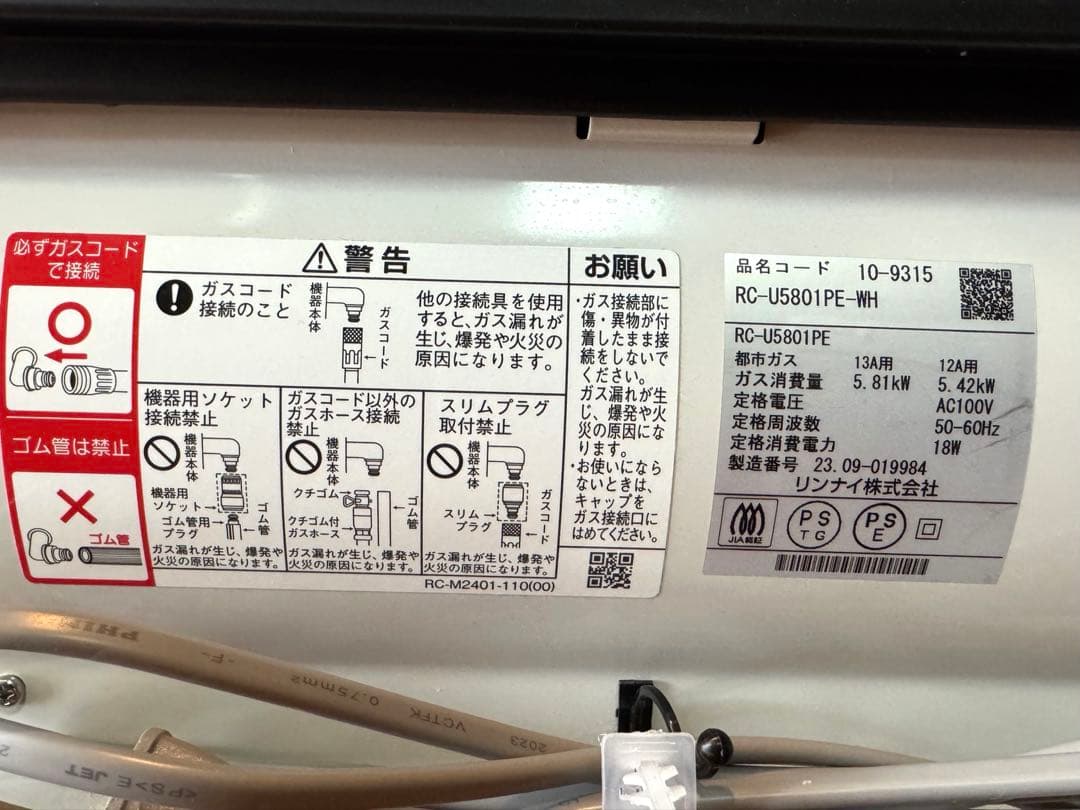 必ずガスコード
で接続
ゴム管は禁止
ゴム管
警告
ガスコード
接続のこと
機器本体
ガスコード
他の接続具を使用
すると、ガス漏れが
生じ、爆発や火災の
原因になります。
機器用ソケット
接続禁止
機器本体
機器用
ソケット
ゴム管用
プラグ
ゴム管
ガス漏れが生じ、爆発や
火災の原因になります。
ガスコード以外の
ガスホース接続
禁止
機器本体
クチゴム
クチゴム付
ガスホース
ゴム管
ガス漏れが生じ、爆発や
火災の原因になります。
スリムプラグ
取付禁止
機器本体
スリム
プラグ
ガスコード
ガス漏れが生じ、爆発や
火災の原因になります。
RC-M2401-110(00)
お願い
・ガス接続部に
傷・異物が付
着したまま接
続をしないで
ください。
ガス漏れが生
じ、爆発や火
災の原因にな
ります。
・お使いになら
ないときは、
キャップを
ガス接続口に
はめてください。
品名コード 10-9315
RC-U5801PE-WH
RC-U5801PE
都市ガス 13A用 12A用
ガス消費量 5.81kW 5.42kW
定格電圧 AC100V
定格周波数 50-60Hz
定格消費電力 18W
製造番号 23.09-019984
リンナイ株式会社
JIA認証
PS
TG
PS
E
-F-
0.75mm²
VCTFK
2023
<PS>E JET